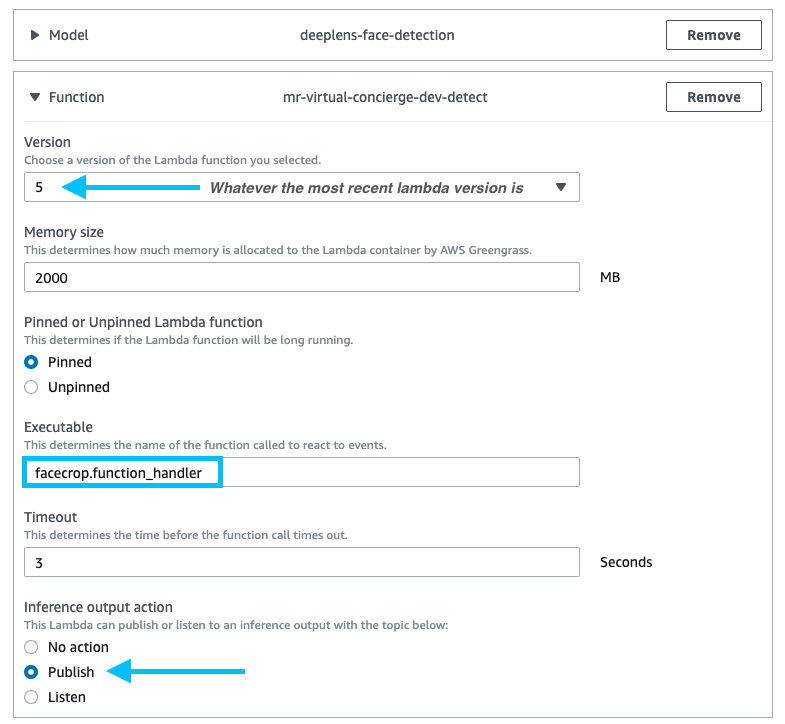 Model deeplens-face-detection Remove
Function mr-virtual-concierge-dev-detect Remove
Version
Choose a version of the Lambda function you selected.
5 Whatever the most recent lambda version is
Memory size
This determines how much memory is allocated to the Lambda container by AWS Greengrass.
2000 MB
Pinned or Unpinned Lambda function
This determines if the Lambda function will be long running.
Pinned
Unpinned
Executable
This determines the name of the function called to react to events.
facecrop.function_handler
Timeout
This determines the time before the function call times out.
3 Seconds
Inference output action
This Lambda can publish or listen to an inference output with the topic below:
No action
Publish
Listen